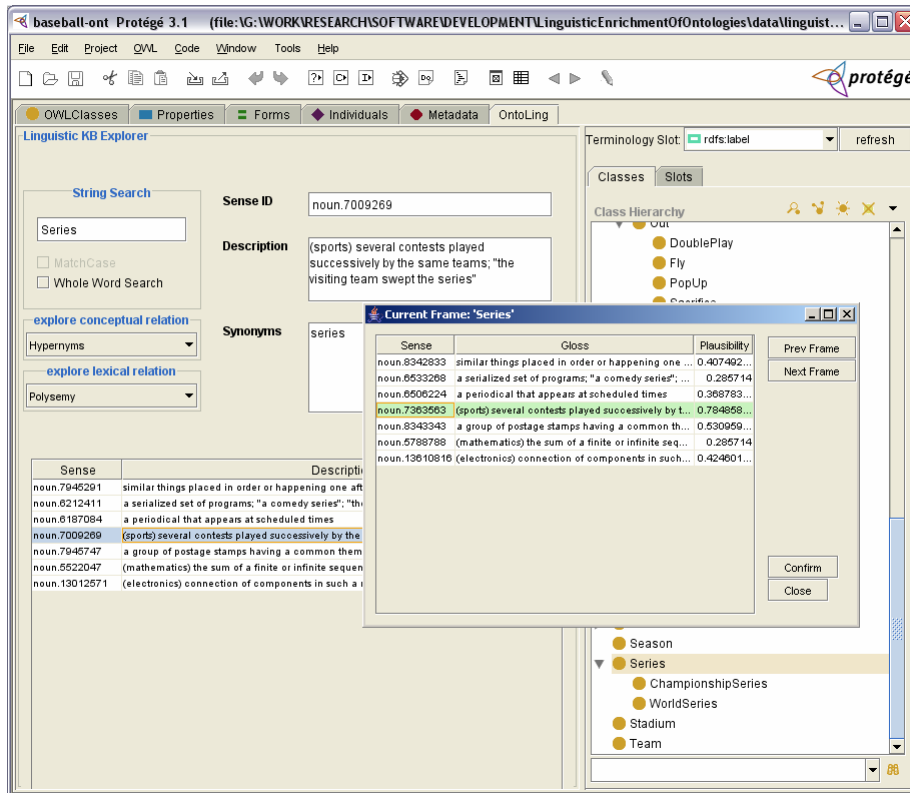 baseball-ont Protégé 3.1 (file:\G:\WORK\RESEARCH\SOFTWARE\DEVELOPMENT\LinguisticEnrichmentOfOntologies\data\linguist...
File Edit Project OWL Code Window Tools Help
protégé
OWLClasses Properties Forms Individuals Metadata OntoLing
Linguistic KB Explorer
String Search
Series
MatchCase
Whole Word Search
explore conceptual relation
Hypernyms
explore lexical relation
Polysemy
Sense ID
noun.7009269
Description
(sports) several contests played
successively by the same teams; "the
visiting team swept the series"
Synonyms
series
Sense Descripti
noun.7945291 similar things placed in order or happening one aft
noun.6212411 a serialized set of programs; "a comedy series"; "th
noun.6187084 a periodical that appears at scheduled times
noun.7009269 (sports) several contests played successively by the
noun.7945747 a group of postage stamps having a common them
noun.5522047 (mathematics) the sum of a finite or infinite sequen
noun.13012571 (electronics) connection of components in such a
Terminology Slot: rdfs:label refresh
Classes Slots
Class Hierarchy
Out
DoublePlay
Fly
PopUp
Sacrifice
Current Frame: 'Series'
Sense Gloss Plausibility
noun.8342833 similar things placed in order or happening one ... 0.407492...
noun.6533268 a serialized set of programs; "a comedy series"; ... 0.285714
noun.6506224 a periodical that appears at scheduled times 0.368783...
noun.7363563 (sports) several contests played successively by t... 0.784858...
noun.8343343 a group of postage stamps having a common th... 0.530959...
noun.5788788 (mathematics) the sum of a finite or infinite seq... 0.285714
noun.13610816 (electronics) connection of components in such... 0.424601...
Prev Frame
Next Frame
Confirm
Close
Season
Series
ChampionshipSeries
WorldSeries
Stadium
Team